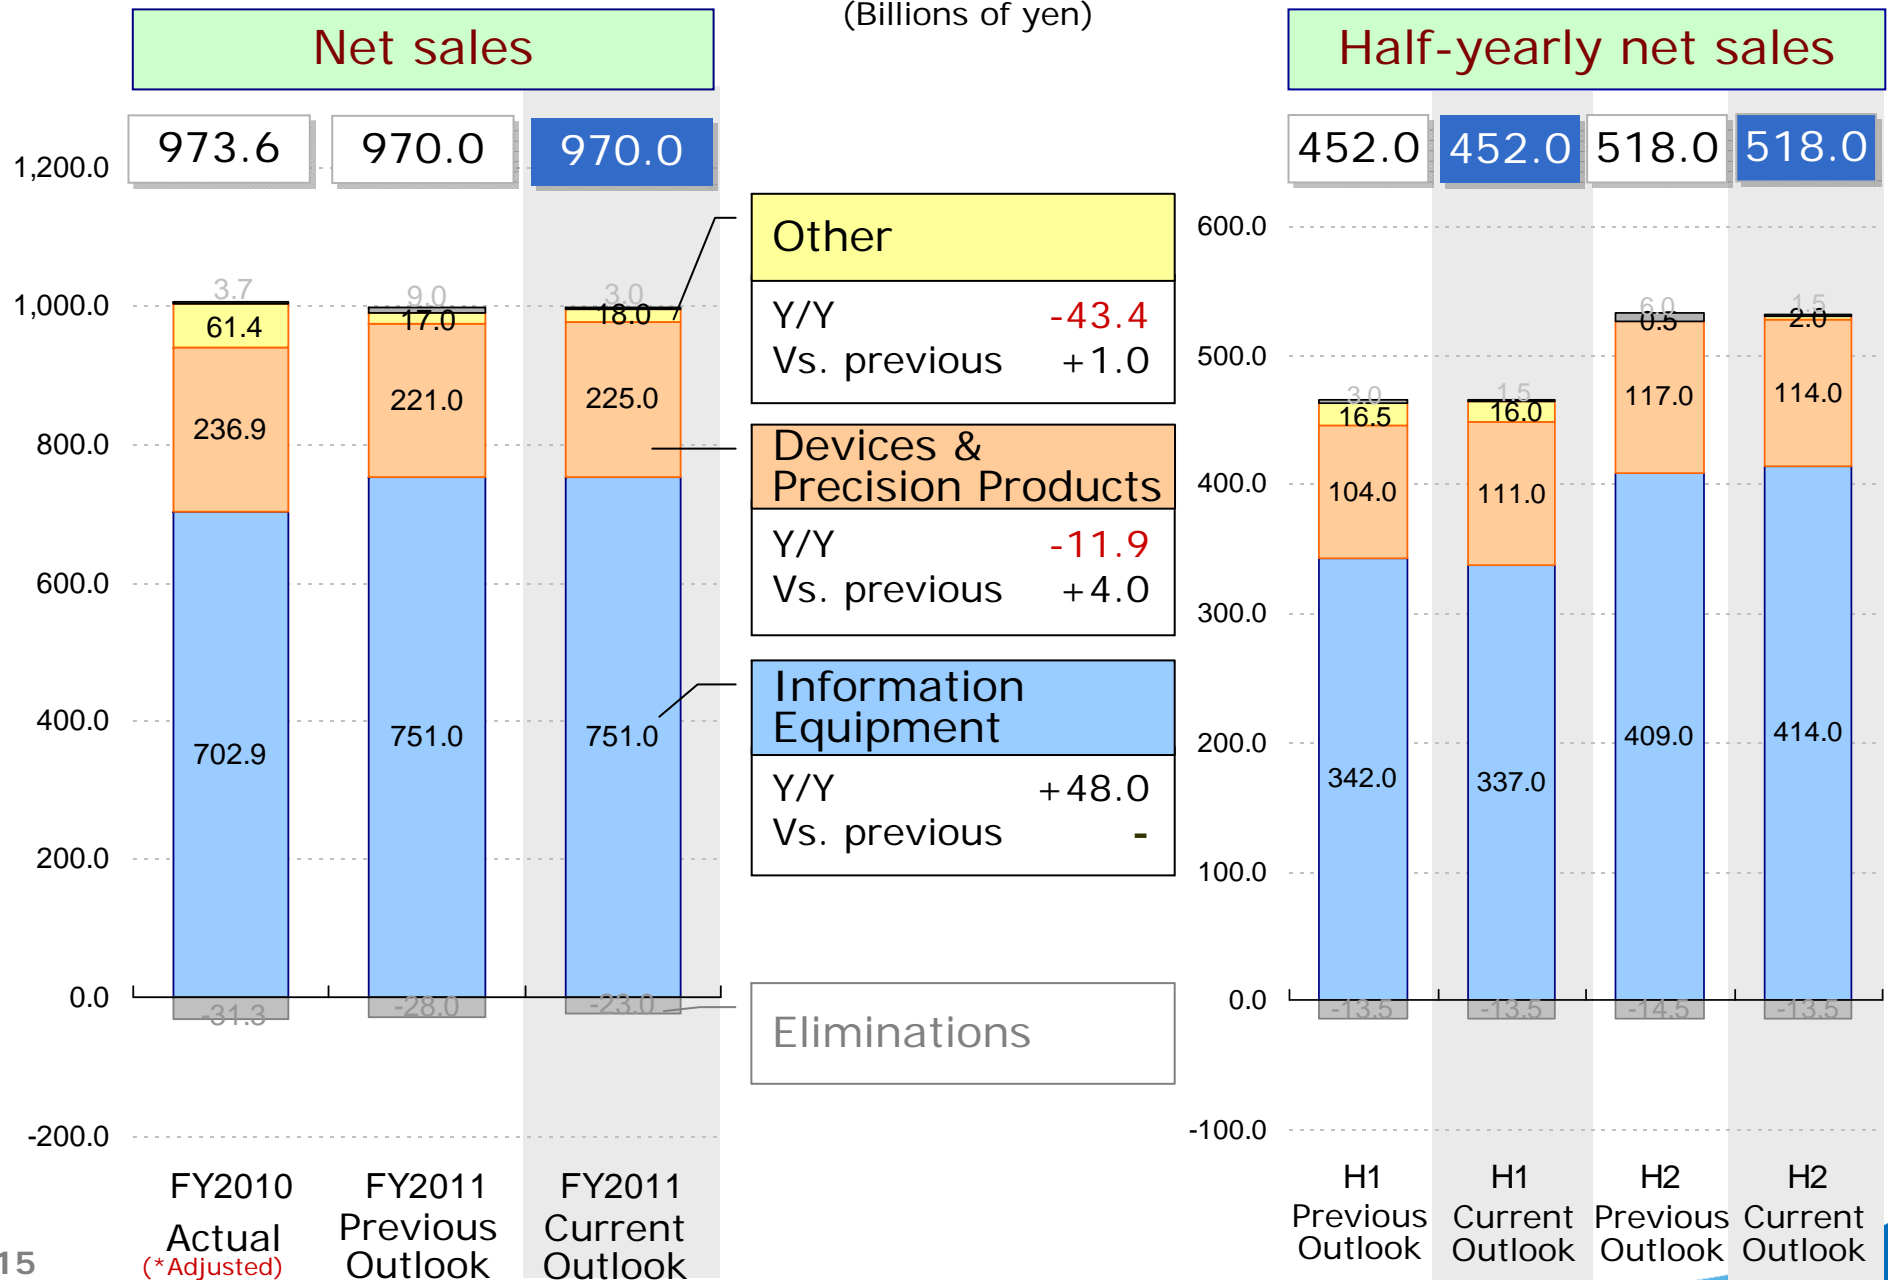 (Billions of yen)
Net sales
973.6
970.0
970.0
1,200.0
1,000.0
800.0
600.0
400.0
200.0
0.0
-200.0
3.7
61.4
236.9
702.9
-31.3
9.0
17.0
221.0
751.0
-28.0
3.0
18.0
225.0
751.0
-23.0
FY2010
Actual
(*Adjusted)
FY2011
Previous
Outlook
FY2011
Current
Outlook
Other
Y/Y -43.4
Vs. previous +1.0
Devices &
Precision Products
Y/Y -11.9
Vs. previous +4.0
Information
Equipment
Y/Y +48.0
Vs. previous -
Eliminations
Half-yearly net sales
452.0
452.0
518.0
518.0
600.0
500.0
400.0
300.0
200.0
100.0
0.0
-100.0
3.0
16.5
104.0
342.0
-13.5
1.5
16.0
111.0
337.0
-13.5
6.0
0.5
117.0
409.0
-14.5
1.5
2.0
114.0
414.0
-13.5
H1
Previous
Outlook
H1
Current
Outlook
H2
Previous
Outlook
H2
Current
Outlook
15